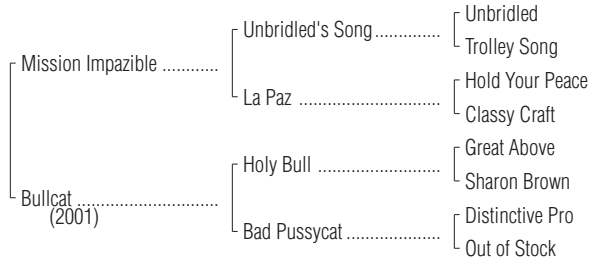 Unbridled
Unbridled's Song ..............
Trolley Song
Mission Impazible ............
Hold Your Peace
La Paz ..............................
Classy Craft
Great Above
Holy Bull ..........................
Sharon Brown
Bullcat ..............................
(2001)
Distinctive Pro
Bad Pussycat ....................
Out of Stock